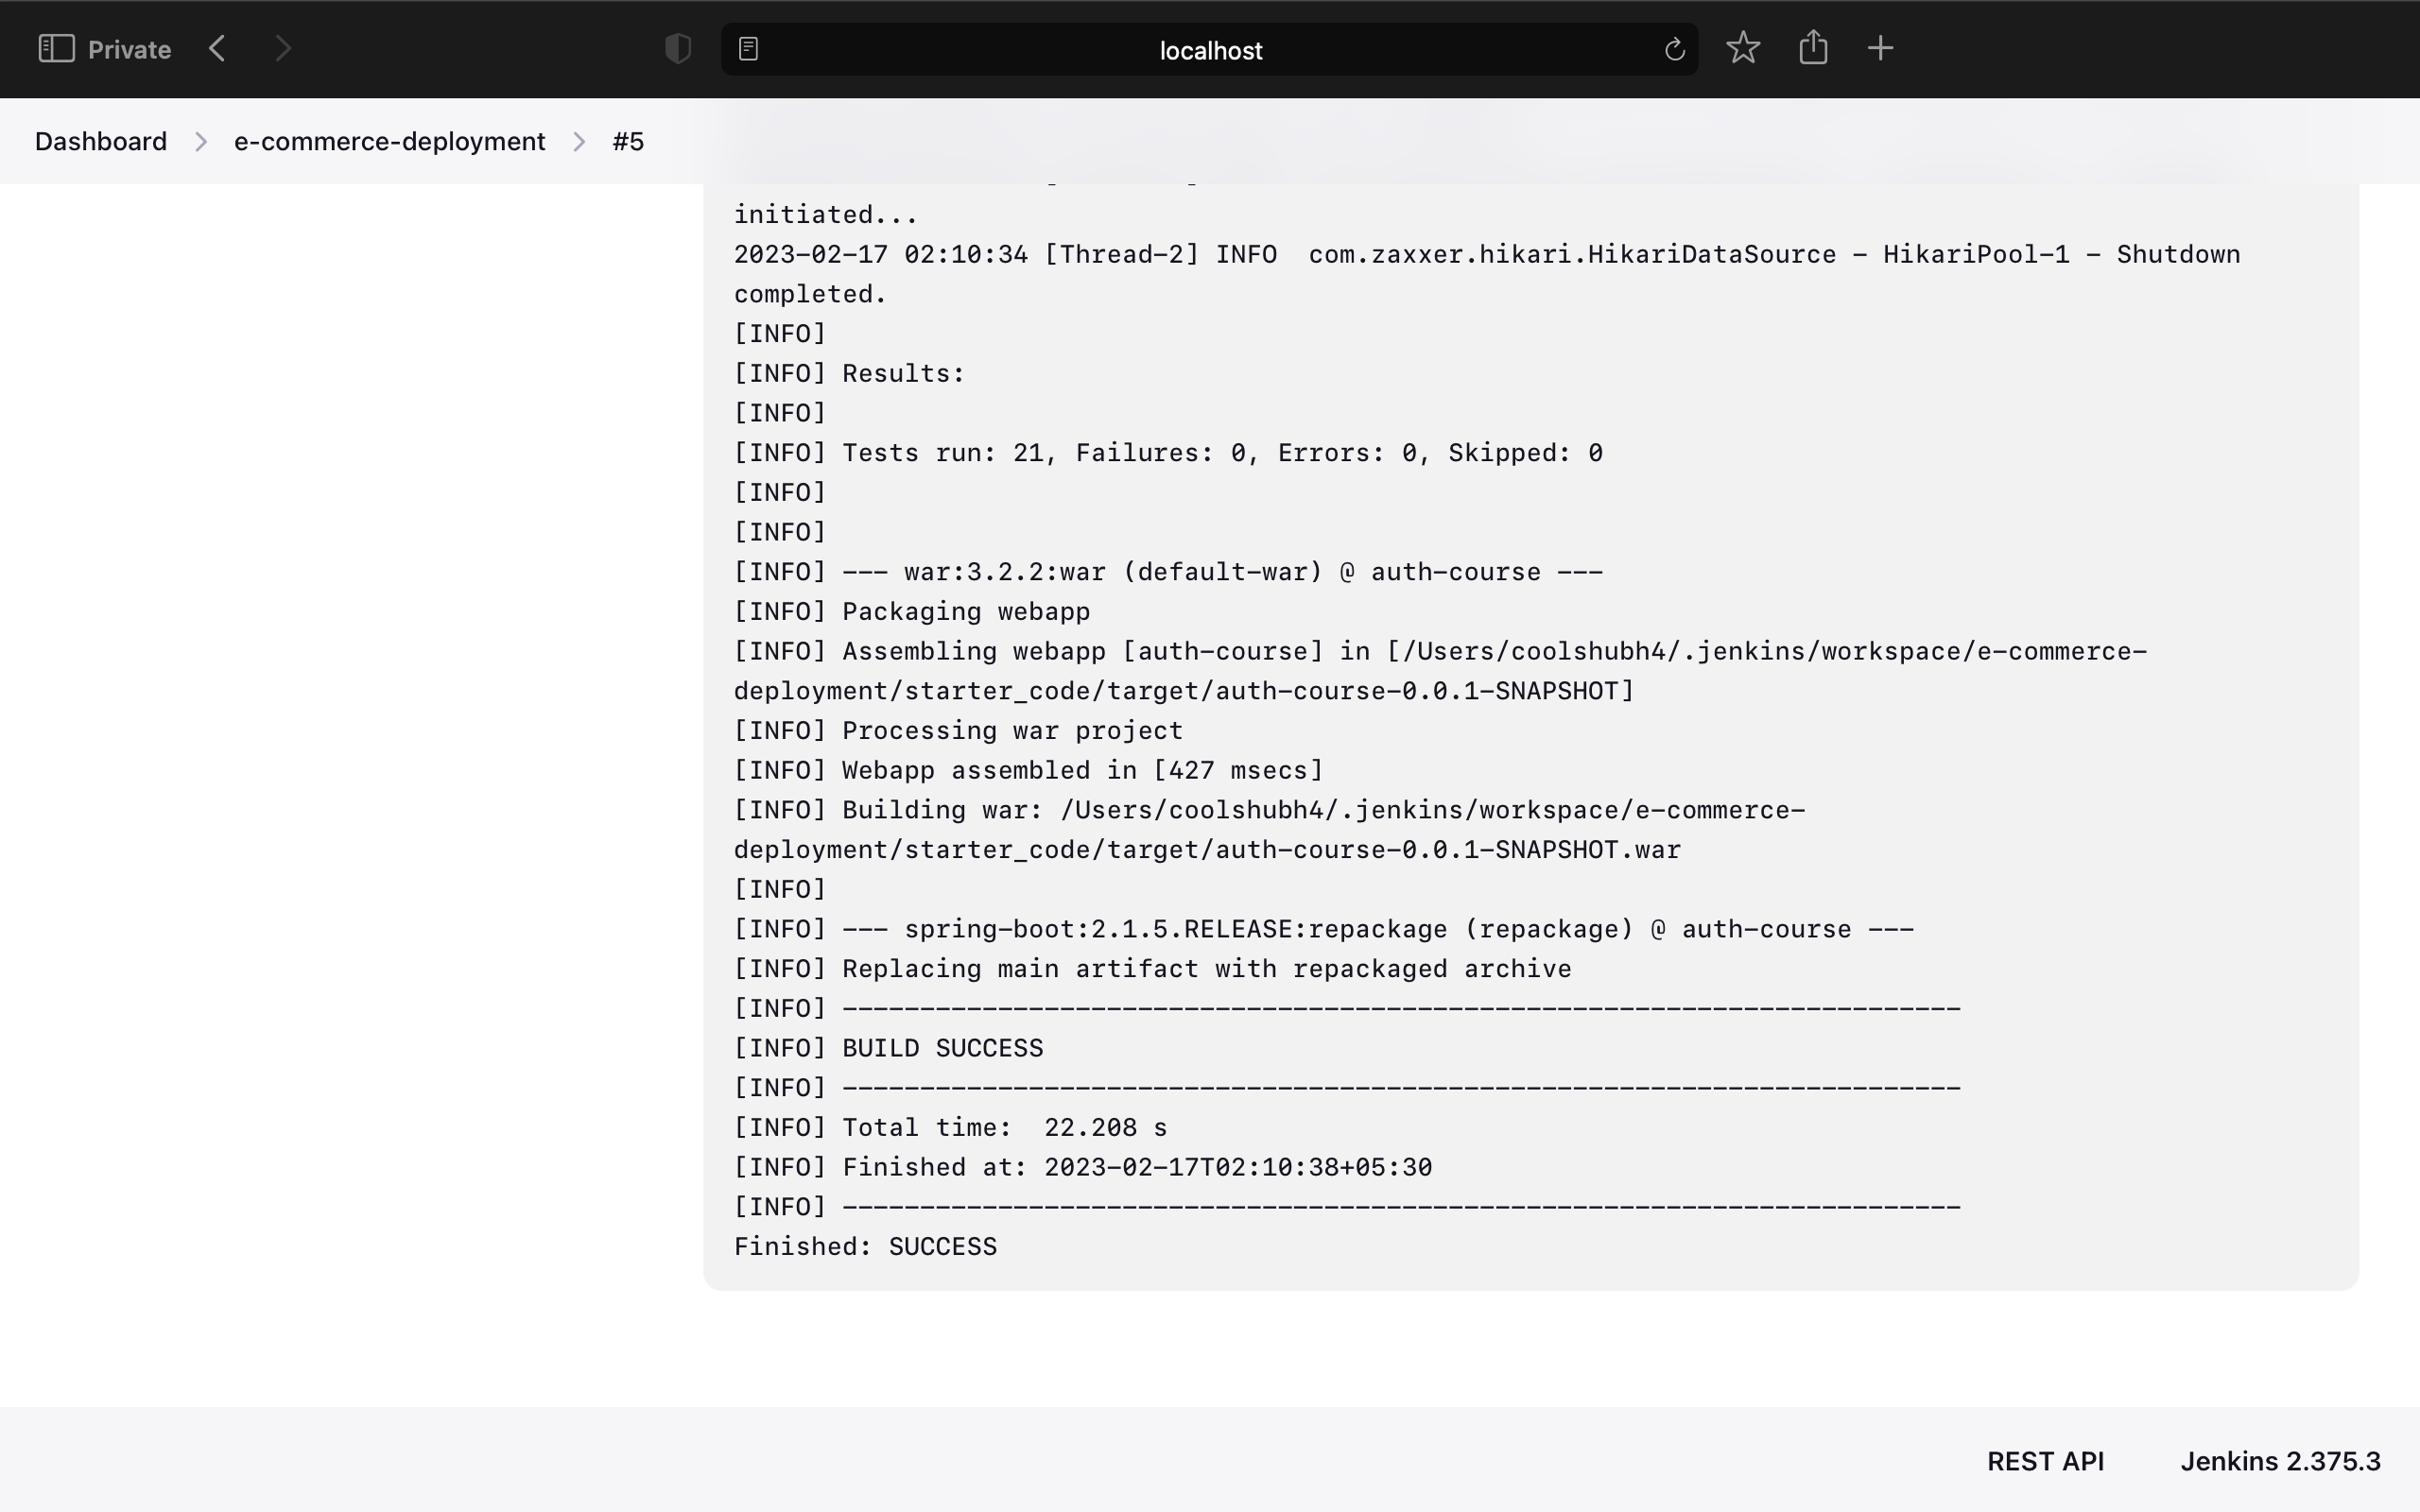 Private
localhost
Dashboard e-commerce-deployment #5
initiated...
2023-02-17 02:10:34 [Thread-2] INFO  com.zaxxer.hikari.HikariDataSource - HikariPool-1 - Shutdown
completed.
[INFO]
[INFO] Results:
[INFO]
[INFO] Tests run: 21, Failures: 0, Errors: 0, Skipped: 0
[INFO]
[INFO]
[INFO] --- war:3.2.2:war (default-war) @ auth-course ---
[INFO] Packaging webapp
[INFO] Assembling webapp [auth-course] in [/Users/coolshubh4/.jenkins/workspace/e-commerce-
deployment/starter_code/target/auth-course-0.0.1-SNAPSHOT]
[INFO] Processing war project
[INFO] Webapp assembled in [427 msecs]
[INFO] Building war: /Users/coolshubh4/.jenkins/workspace/e-commerce-
deployment/starter_code/target/auth-course-0.0.1-SNAPSHOT.war
[INFO]
[INFO] --- spring-boot:2.1.5.RELEASE:repackage (repackage) @ auth-course ---
[INFO] Replacing main artifact with repackaged archive
[INFO] ------------------------------------------------------------------------
[INFO] BUILD SUCCESS
[INFO] ------------------------------------------------------------------------
[INFO] Total time:  22.208 s
[INFO] Finished at: 2023-02-17T02:10:38+05:30
[INFO] ------------------------------------------------------------------------
Finished: SUCCESS
REST API
Jenkins 2.375.3